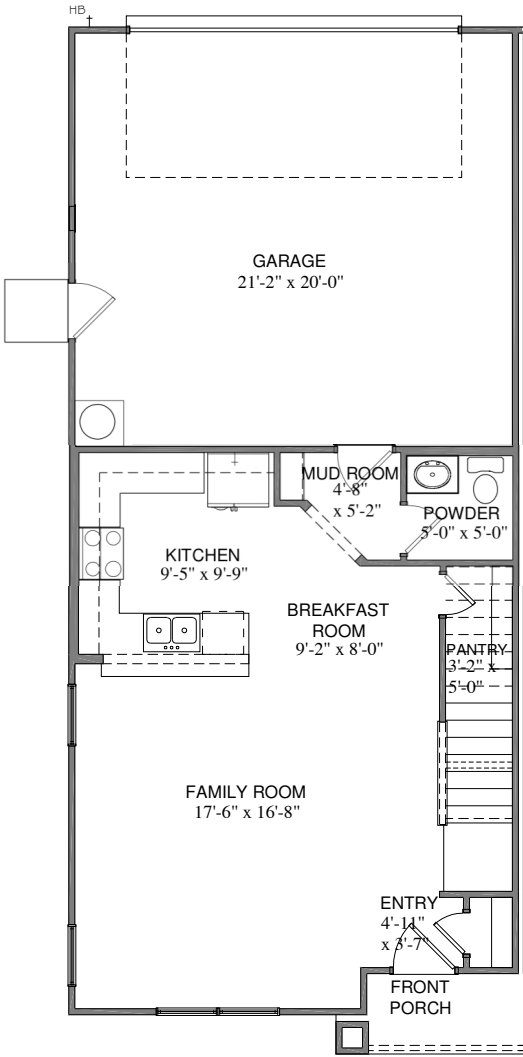 HB
GARAGE
21'-2" x 20'-0"
MUD ROOM
4'-8"
x 5'-2"
POWDER
5'-0" x 5'-0"
KITCHEN
9'-5" x 9'-9"
BREAKFAST
ROOM
9'-2" x 8'-0"
PANTRY
3'-2" x
5'-0"
FAMILY ROOM
17'-6" x 16'-8"
ENTRY
4'-11"
x 3'-7"
FRONT
PORCH